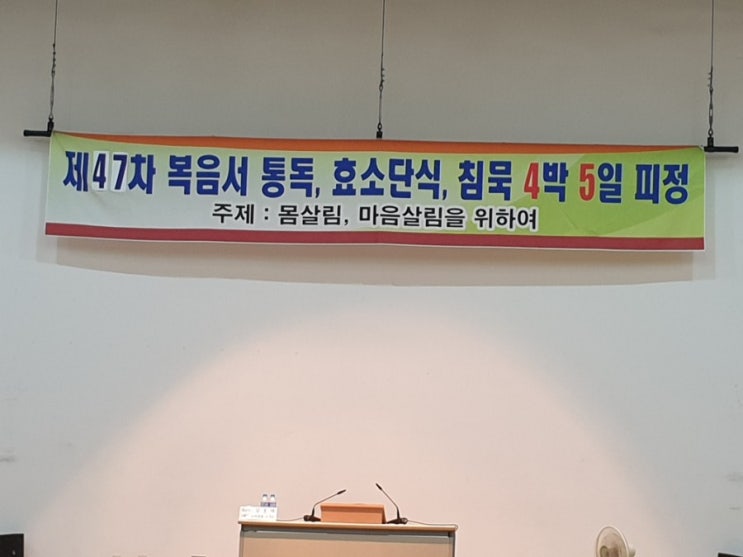 제47차 복음서 통독, 효소단식, 침묵 4박 5일 피정
주제 : 몸살림, 마음살림을 위하여